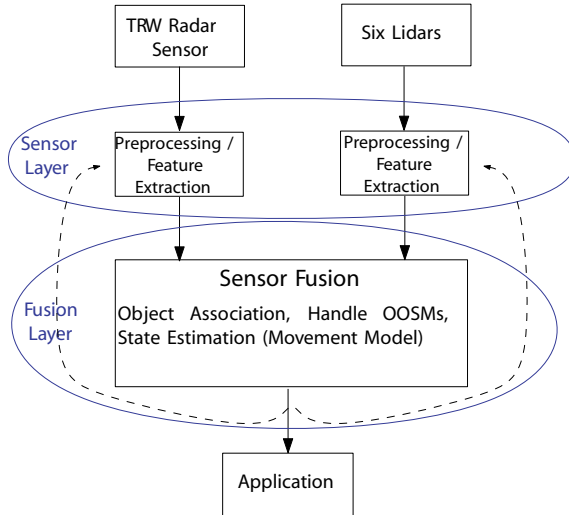 TRW Radar
Sensor
Six Lidars
Sensor
Layer
Preprocessing /
Feature
Extraction
Preprocessing /
Feature
Extraction
Fusion
Layer
Sensor Fusion
Object Association, Handle OOSMs,
State Estimation (Movement Model)
Application